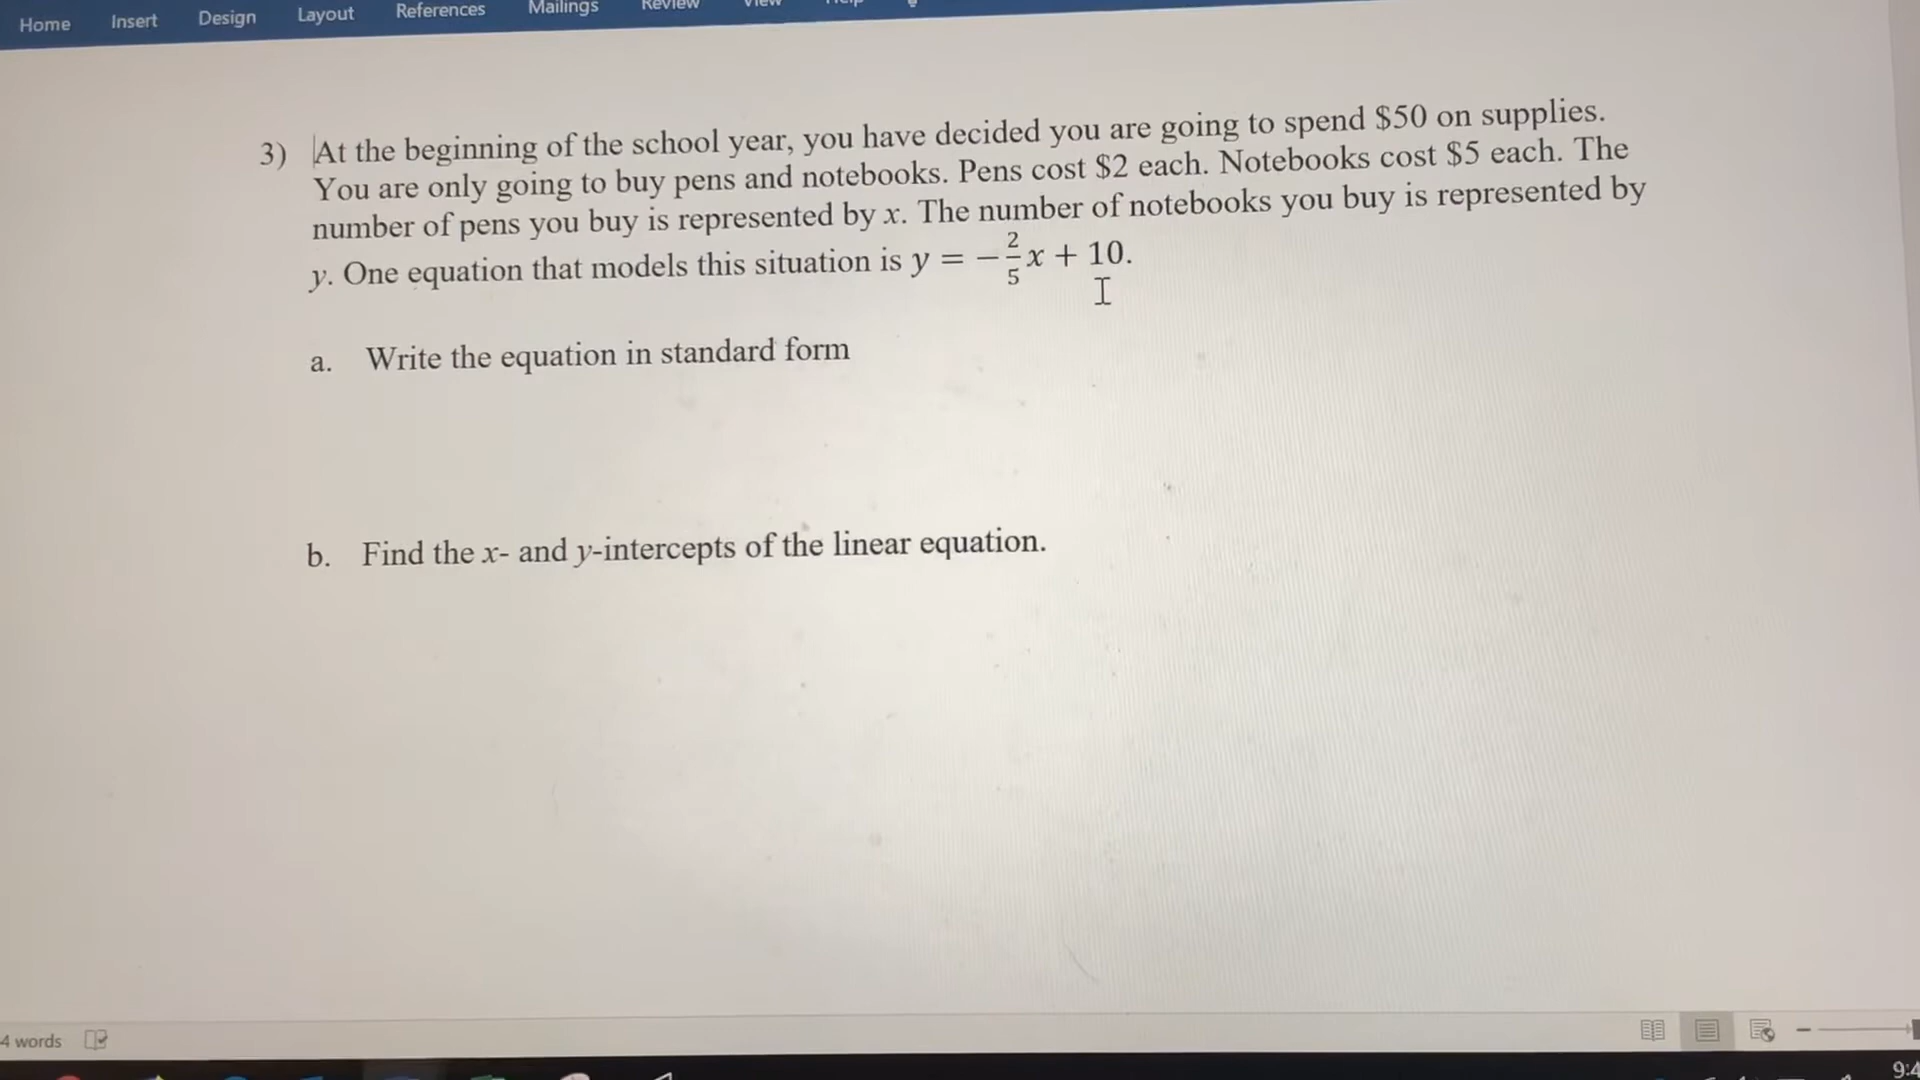 Home Insert Design Layout References Mailings Review View Help
3) At the beginning of the school year, you have decided you are going to spend $50 on supplies.
You are only going to buy pens and notebooks. Pens cost $2 each. Notebooks cost $5 each. The
number of pens you buy is represented by x. The number of notebooks you buy is represented by
y. One equation that models this situation is y = −2/5x + 10.
a. Write the equation in standard form
b. Find the x- and y-intercepts of the linear equation.
4 words